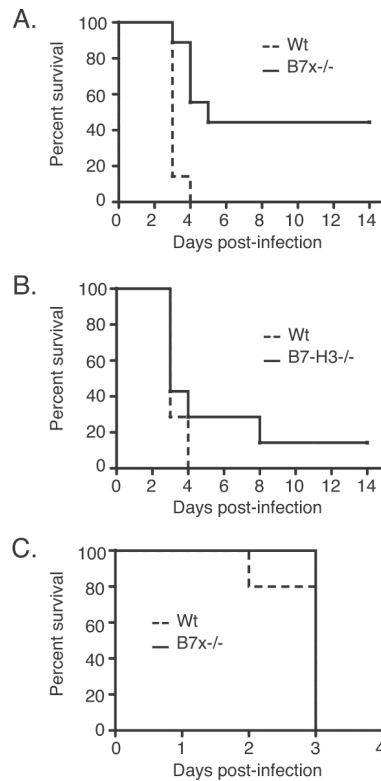 A.
Percent survival
100
80
60
40
20
0
Wt
B7x-/-
0 2 4 6 8 10 12 14
Days post-infection
B.
Percent survival
100
80
60
40
20
0
Wt
B7-H3-/-
0 2 4 6 8 10 12 14
Days post-infection
C.
Percent survival
100
80
60
40
20
0
Wt
B7x-/-
0 1 2 3 4
Days post-infection